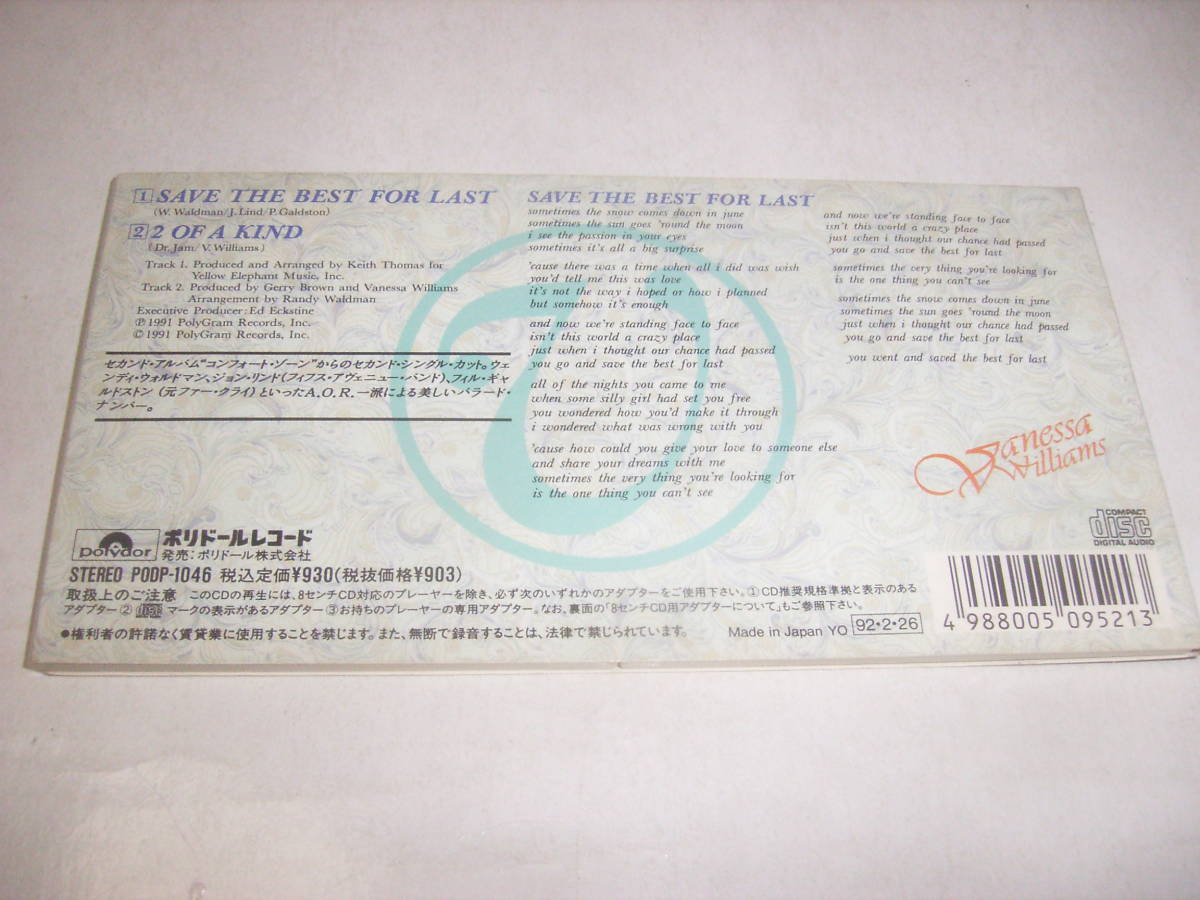 1 SAVE THE BEST FOR LAST
(W. Waldman/J. Lind/P. Galdston)
2 2 OF A KIND
(Dr. Jam/V. Williams)
Track 1. Produced and Arranged by Keith Thomas for
Yellow Elephant Music, Inc.
Track 2. Produced by Gerry Brown and Vanessa Williams
Arrangement by Randy Waldman
Executive Producer: Ed Eckstine
℗1991 PolyGram Records, Inc.
©1991 PolyGram Records, Inc.
セカンド・アルバム“コンフォート・ゾーン”からのセカンド・シングル・カット。ウェ
ンディ・ウォルドマン、ジョン・リンド(フィフス・アヴェニュー・バンド)、フィル・ギャ
ルドストン(元ファー・クライ)といったA.O.R.一派による美しいバラード・
ナンバー。
SAVE THE BEST FOR LAST
sometimes the snow comes down in june
sometimes the sun goes 'round the moon
i see the passion in your eyes
sometimes it's all a big surprise
'cause there was a time when all i did was wish
you'd tell me this was love
it's not the way i hoped or how i planned
but somehow it's enough
and now we're standing face to face
isn't this world a crazy place
just when i thought our chance had passed
you go and save the best for last
all of the nights you came to me
when some silly girl had set you free
you wondered how you'd make it through
i wondered what was wrong with you
'cause how could you give your love to someone else
and share your dreams with me
sometimes the very thing you're looking for
is the one thing you can't see
and now we're standing face to face
isn't this world a crazy place
just when i thought our chance had passed
you go and save the best for last
sometimes the very thing you're looking for
is the one thing you can't see
sometimes the snow comes down in june
sometimes the sun goes 'round the moon
just when i thought our chance had passed
you go and save the best for last
you went and saved the best for last
Vanessa
Williams
COMPACT
disc
DIGITAL AUDIO
polydor
ポリドールレコード
発売:ポリドール株式会社
STEREO PODP-1046 税込定価¥930(税抜価格¥903)
取扱上のご注意 このCDの再生には、8センチCD対応のプレーヤーを除き、必ず次のいずれかのアダプターをご使用下さい。①CD推奨規格準拠と表示のある
アダプター②disc マークの表示があるアダプター③お持ちのプレーヤーの専用アダプター。なお、裏面の「8センチCD用アダプターについて」もご参照下さい。
●権利者の許諾なく賃貸業に使用することを禁じます。また、無断で録音することは、法律で禁じられています。
Made in Japan YO 92・2・26
4 988005 095213